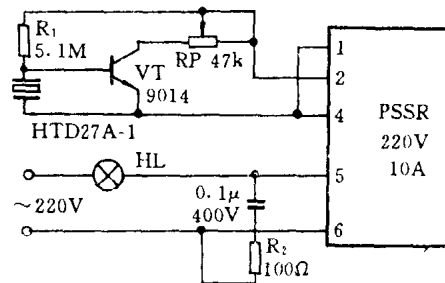 R₁
5.1M
VT
9014
RP 47k
HTD27A-1
1
2
4
5
6
PSSR
220V
10A
HL
~220V
0.1μ
400V
R₂
100Ω